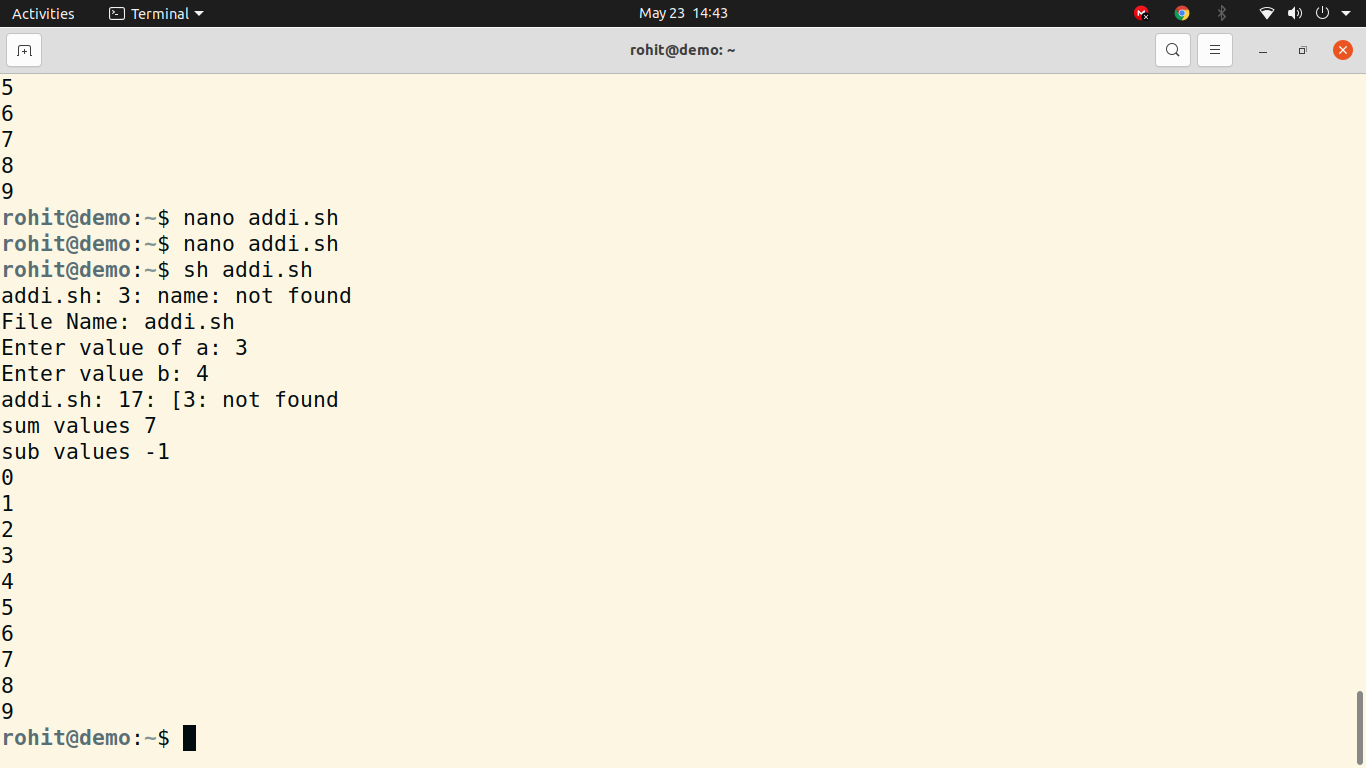 Activities Terminal May 23 14:43
rohit@demo: ~
5
6
7
8
9
rohit@demo:~$ nano addi.sh
rohit@demo:~$ nano addi.sh
rohit@demo:~$ sh addi.sh
addi.sh: 3: name: not found
File Name: addi.sh
Enter value of a: 3
Enter value b: 4
addi.sh: 17: [3: not found
sum values 7
sub values -1
0
1
2
3
4
5
6
7
8
9
rohit@demo:~$